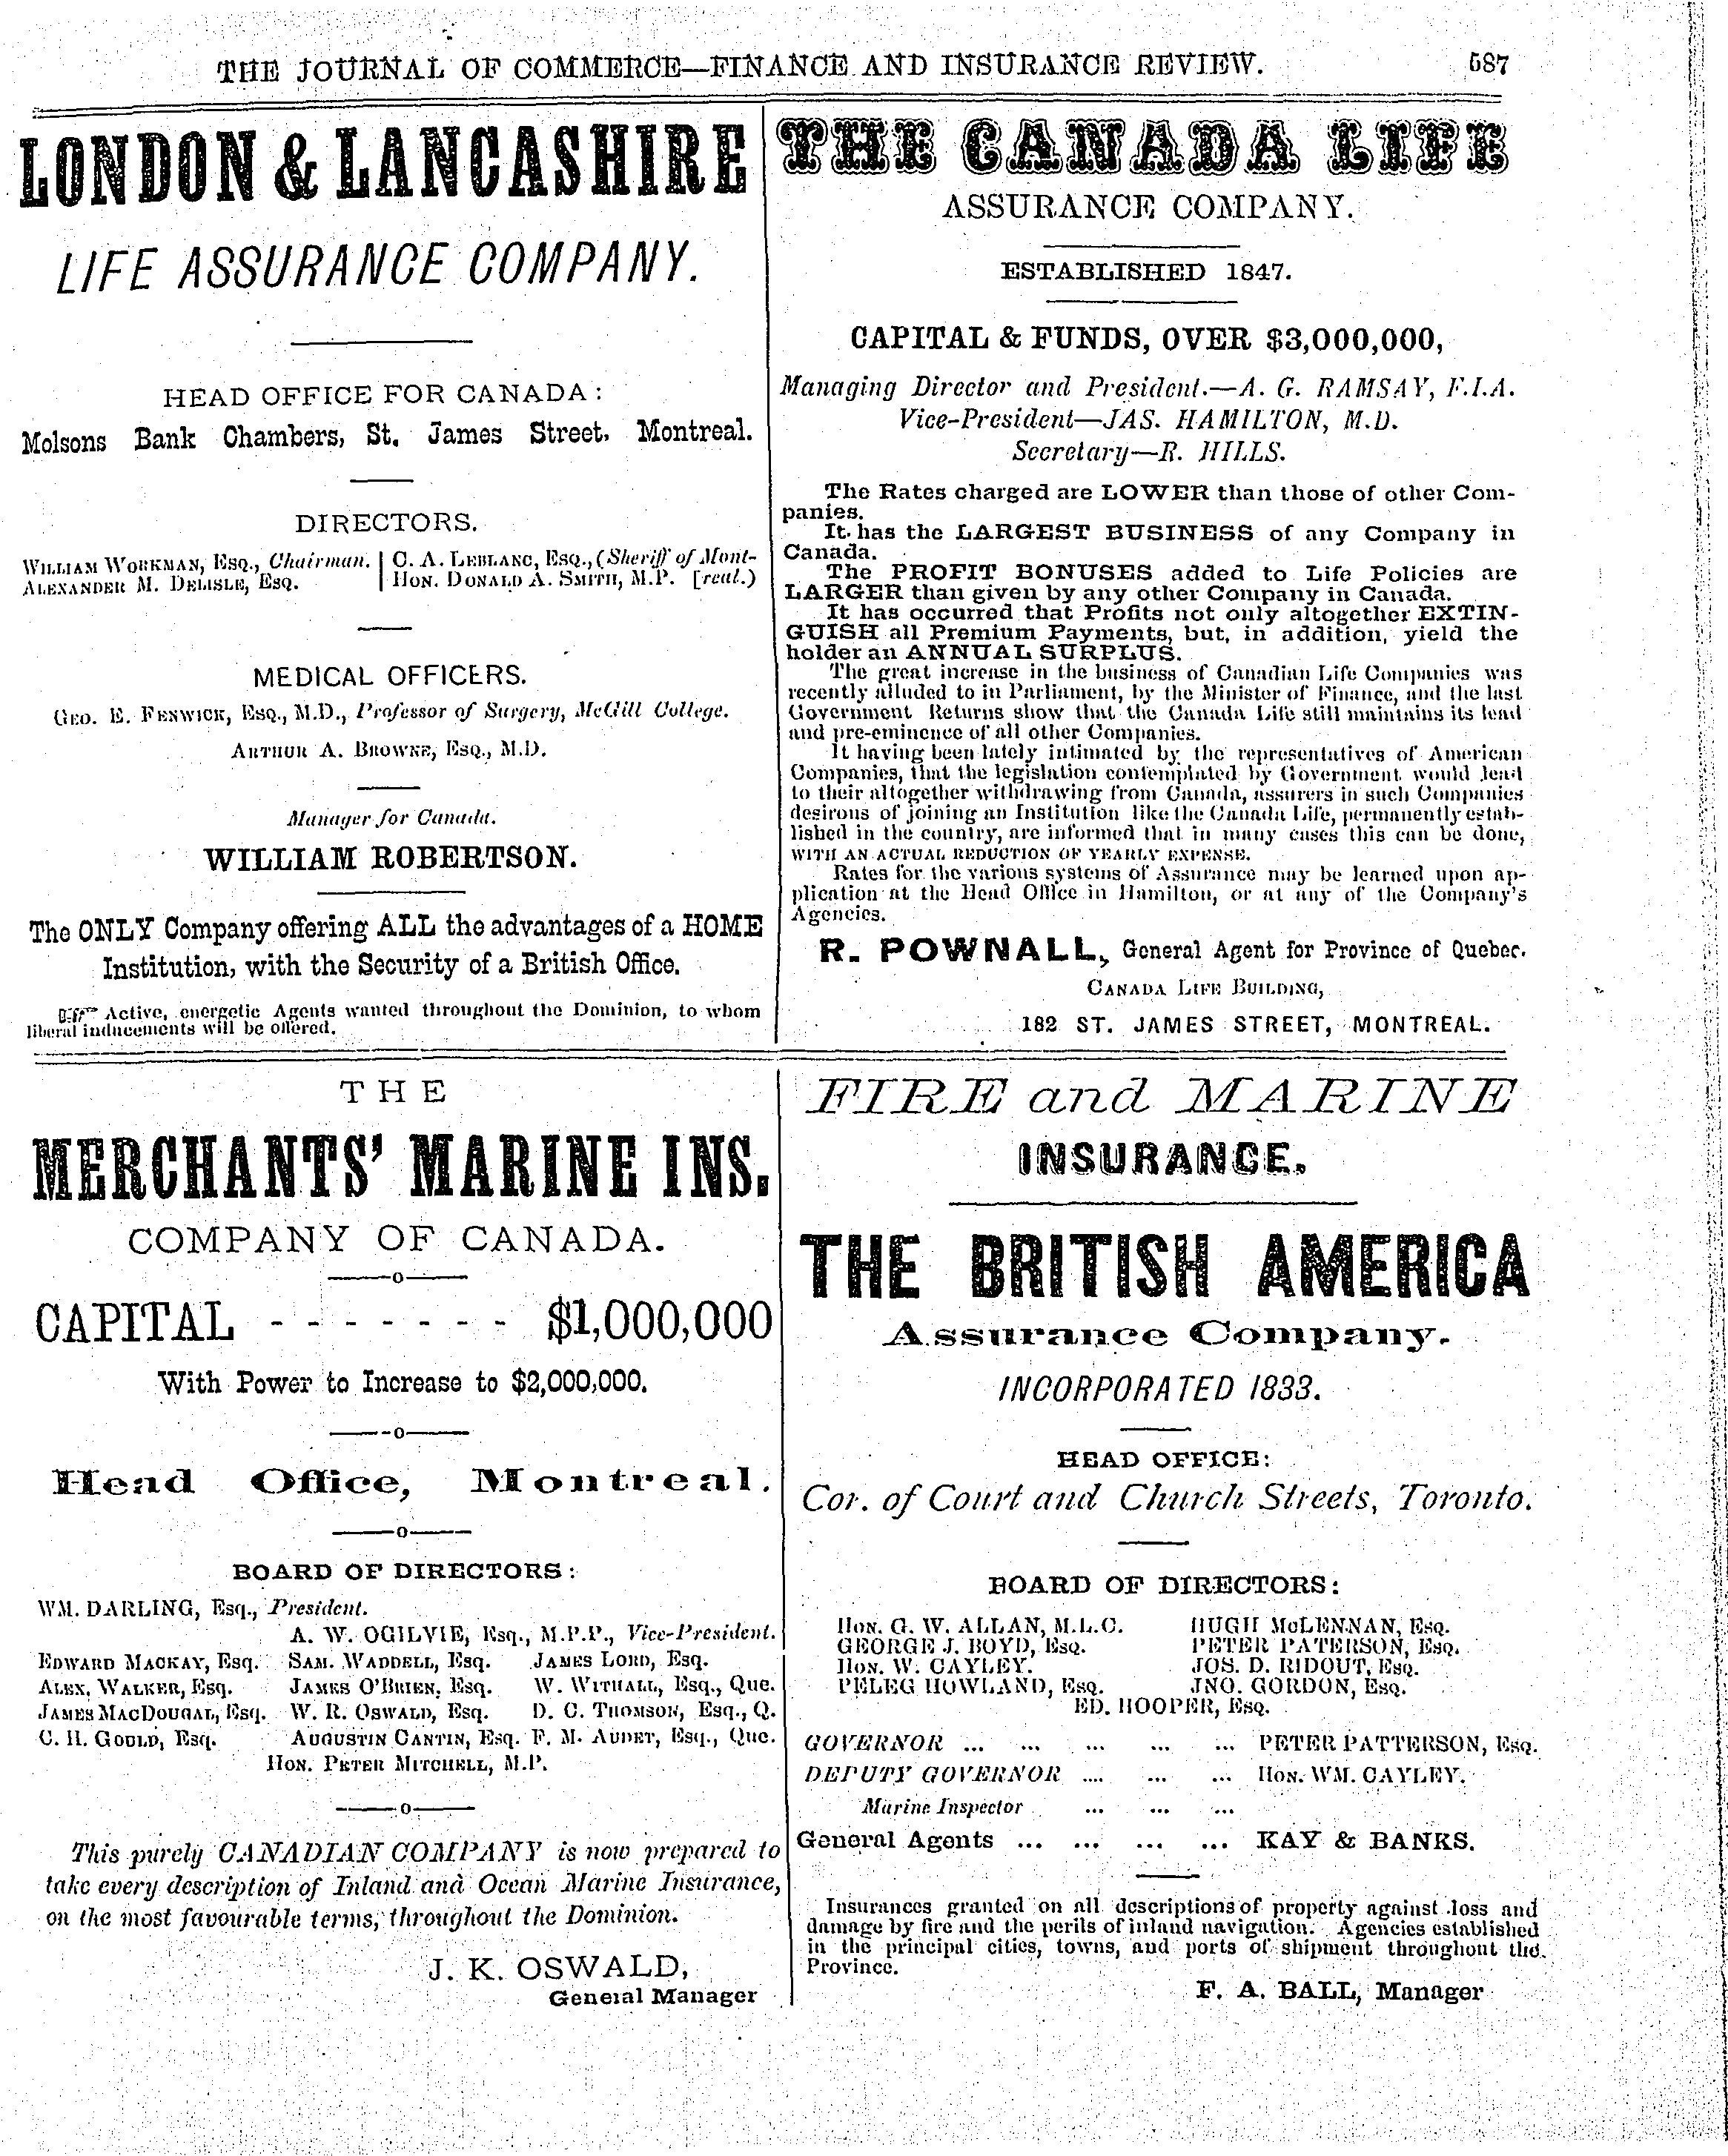 THE JOURNAL OF COMMERCE—FINANCE AND INSURANCE REVIEW. 587
LONDON & LANCASHIRE
LIFE ASSURANCE COMPANY.
HEAD OFFICE FOR CANADA:
Molsons Bank Chambers, St. James Street, Montreal.
DIRECTORS.
WILLIAM WORKMAN, ESQ., Chairman. | C. A. LEBLANC, ESQ., (Sheriff of Mont-
ALEXANDER M. DELISLE, ESQ. | HON. DONALD A. SMITH, M.P. [real.)
MEDICAL OFFICERS.
GEO. E. FENWICK, ESQ., M.D., Professor of Surgery, McGill College.
ARTHUR A. BROWNE, ESQ., M.D.
Manager for Canada.
WILLIAM ROBERTSON.
The ONLY Company offering ALL the advantages of a HOME
Institution, with the Security of a British Office.
Active, energetic Agents wanted throughout the Dominion, to whom
liberal inducements will be offered.
THE CANADA LIFE
ASSURANCE COMPANY.
ESTABLISHED 1847.
CAPITAL & FUNDS, OVER $3,000,000,
Managing Director and President.—A. G. RAMSAY, F.I.A.
Vice-President—JAS. HAMILTON, M.D.
Secretary—R. HILLS.
The Rates charged are LOWER than those of other Com-
panies.
It has the LARGEST BUSINESS of any Company in
Canada.
The PROFIT BONUSES added to Life Policies are
LARGER than given by any other Company in Canada.
It has occurred that Profits not only altogether EXTIN-
GUISH all Premium Payments, but, in addition, yield the
holder an ANNUAL SURPLUS.
The great increase in the business of Canadian Life Companies was
recently alluded to in Parliament, by the Minister of Finance, and the last
Government Returns show that the Canada Life still maintains its lead
and pre-eminence of all other Companies.
It having been lately intimated by the representatives of American
Companies, that the legislation contemplated by Government would lead
to their altogether withdrawing from Canada, assurers in such Companies
desirous of joining an Institution like the Canada Life, permanently estab-
lished in the country, are informed that in many cases this can be done,
WITH AN ACTUAL REDUCTION OF YEARLY EXPENSE.
Rates for the various systems of Assurance may be learned upon ap-
plication at the Head Office in Hamilton, or at any of the Company's
Agencies.
R. POWNALL, General Agent for Province of Quebec.
CANADA LIFE BUILDING,
182 ST. JAMES STREET, MONTREAL.
THE
MERCHANTS' MARINE INS.
COMPANY OF CANADA.
CAPITAL - - - - - - - $1,000,000
With Power to Increase to $2,000,000.
Head Office, Montreal.
BOARD OF DIRECTORS:
WM. DARLING, Esq., President.
A. W. OGILVIE, Esq., M.P.P., Vice-President.
EDWARD MACKAY, Esq. SAM. WADDELL, Esq. JAMES LORD, Esq.
ALEX. WALKER, Esq. JAMES O'BRIEN, Esq. W. WITHALL, Esq., Que.
JAMES MACDOUGAL, Esq. W. R. OSWALD, Esq. D. C. THOMSON, Esq., Q.
C. H. GOULD, Esq. AUGUSTIN CANTIN, Esq. F. M. AUDET, Esq., Que.
HON. PETER MITCHELL, M.P.
This purely CANADIAN COMPANY is now prepared to
take every description of Inland and Ocean Marine Insurance,
on the most favourable terms, throughout the Dominion.
J. K. OSWALD,
General Manager
FIRE and MARINE
INSURANCE.
THE BRITISH AMERICA
Assurance Company.
INCORPORATED 1833.
HEAD OFFICE:
Cor. of Court and Church Streets, Toronto.
BOARD OF DIRECTORS:
HON. G. W. ALLAN, M.L.C. HUGH McLENNAN, ESQ.
GEORGE J. BOYD, ESQ. PETER PATERSON, ESQ.
HON. W. CAYLEY. JOS. D. RIDOUT, ESQ.
PELEG HOWLAND, ESQ. JNO. GORDON, ESQ.
ED. HOOPER, ESQ.
GOVERNOR ... ... ... ... ... PETER PATTERSON, ESQ.
DEPUTY GOVERNOR .... ... ... HON. WM. CAYLEY.
Marine Inspector ... ... ...
General Agents ... ... ... ... KAY & BANKS.
Insurances granted on all descriptions of property against loss and
damage by fire and the perils of inland navigation. Agencies established
in the principal cities, towns, and ports of shipment throughout the
Province.
F. A. BALL, Manager